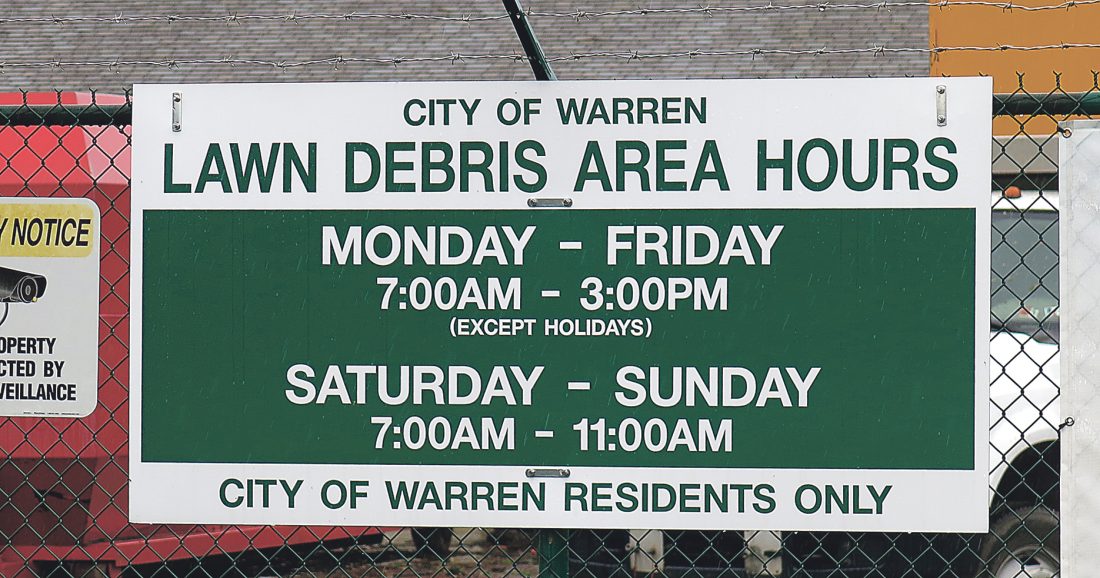 CITY OF WARREN
LAWN DEBRIS AREA HOURS
MONDAY - FRIDAY
7:00AM - 3:00PM
(EXCEPT HOLIDAYS)
SATURDAY - SUNDAY
7:00AM - 11:00AM
CITY OF WARREN RESIDENTS ONLY
Y NOTICE
OPERTY
CTED BY
VEILLANCE